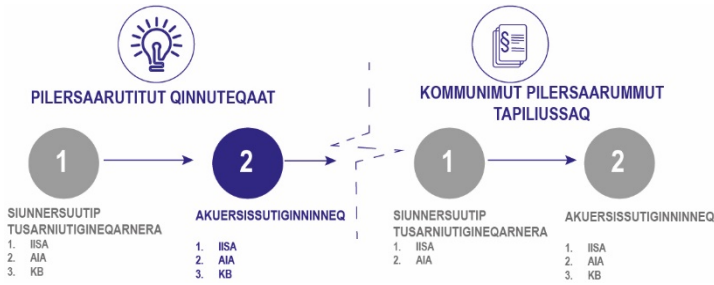 §
PILERSAARUTITUT QINNUTEQAAT
KOMMUNIMUT PILERSAARUMMUT
TAPILIUSSAQ
1
2
1
2
SIUNNERSUUTIP
TUSARNIUTIGINEQARNERA
1. IISA
2. AIA
3. KB
AKUERSISSUTIGINNINNEQ
1. IISA
2. AIA
3. KB
SIUNNERSUUTIP
TUSARNIUTIGINEQARNERA
1. IISA
2. AIA
AKUERSISSUTIGINNINNEQ
1. IISA
2. AIA
3. KB